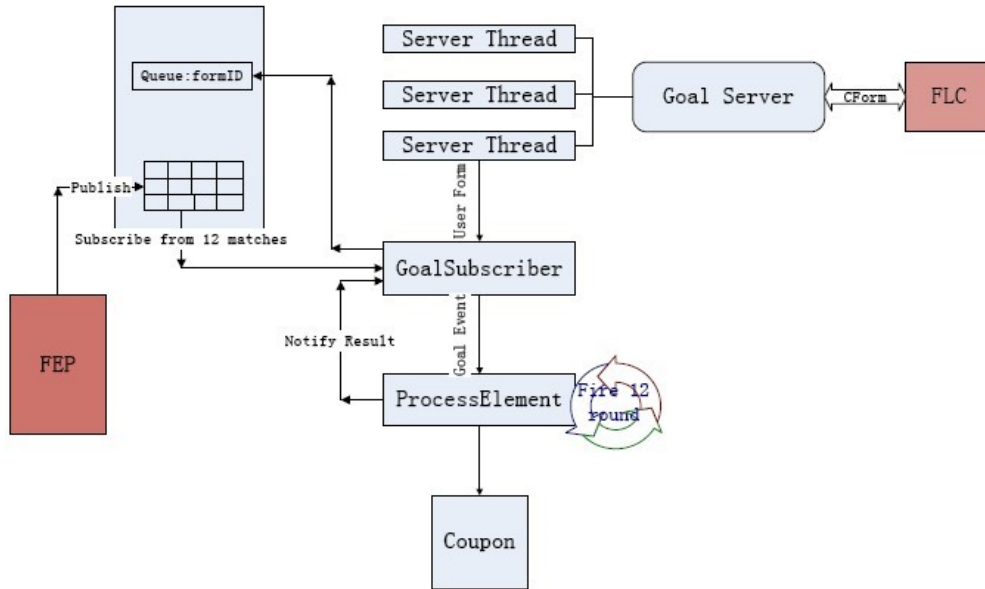 Server Thread
Queue:formID
Server Thread
Goal Server
CForm
FLC
Server Thread
Publish
User Form
Subscribe from 12 matches
GoalSubscriber
Goal Event
Notify Result
FEP
ProcessElement
Fire 12
round
Coupon